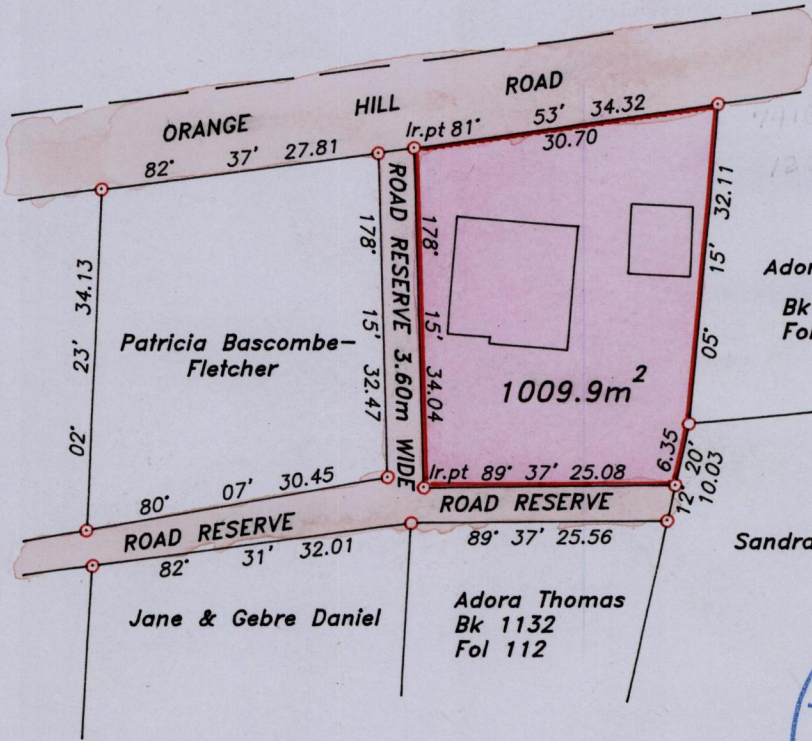 ORANGE HILL ROAD
82° 37' 27.81
Ir.pt 81° 53' 34.32
30.70
02° 23' 34.13
178° 15' 32.47
ROAD RESERVE 3.60m WIDE
178° 15' 34.04
05° 15' 32.11
Patricia Bascombe-
Fletcher
1009.9m²
Ador
Bk
Fol
80° 07' 30.45
Ir.pt 89° 37' 25.08
6.35
12° 20' 10.03
ROAD RESERVE
ROAD RESERVE
82° 31' 32.01
89° 37' 25.56
Sandra
Jane & Gebre Daniel
Adora Thomas
Bk 1132
Fol 112